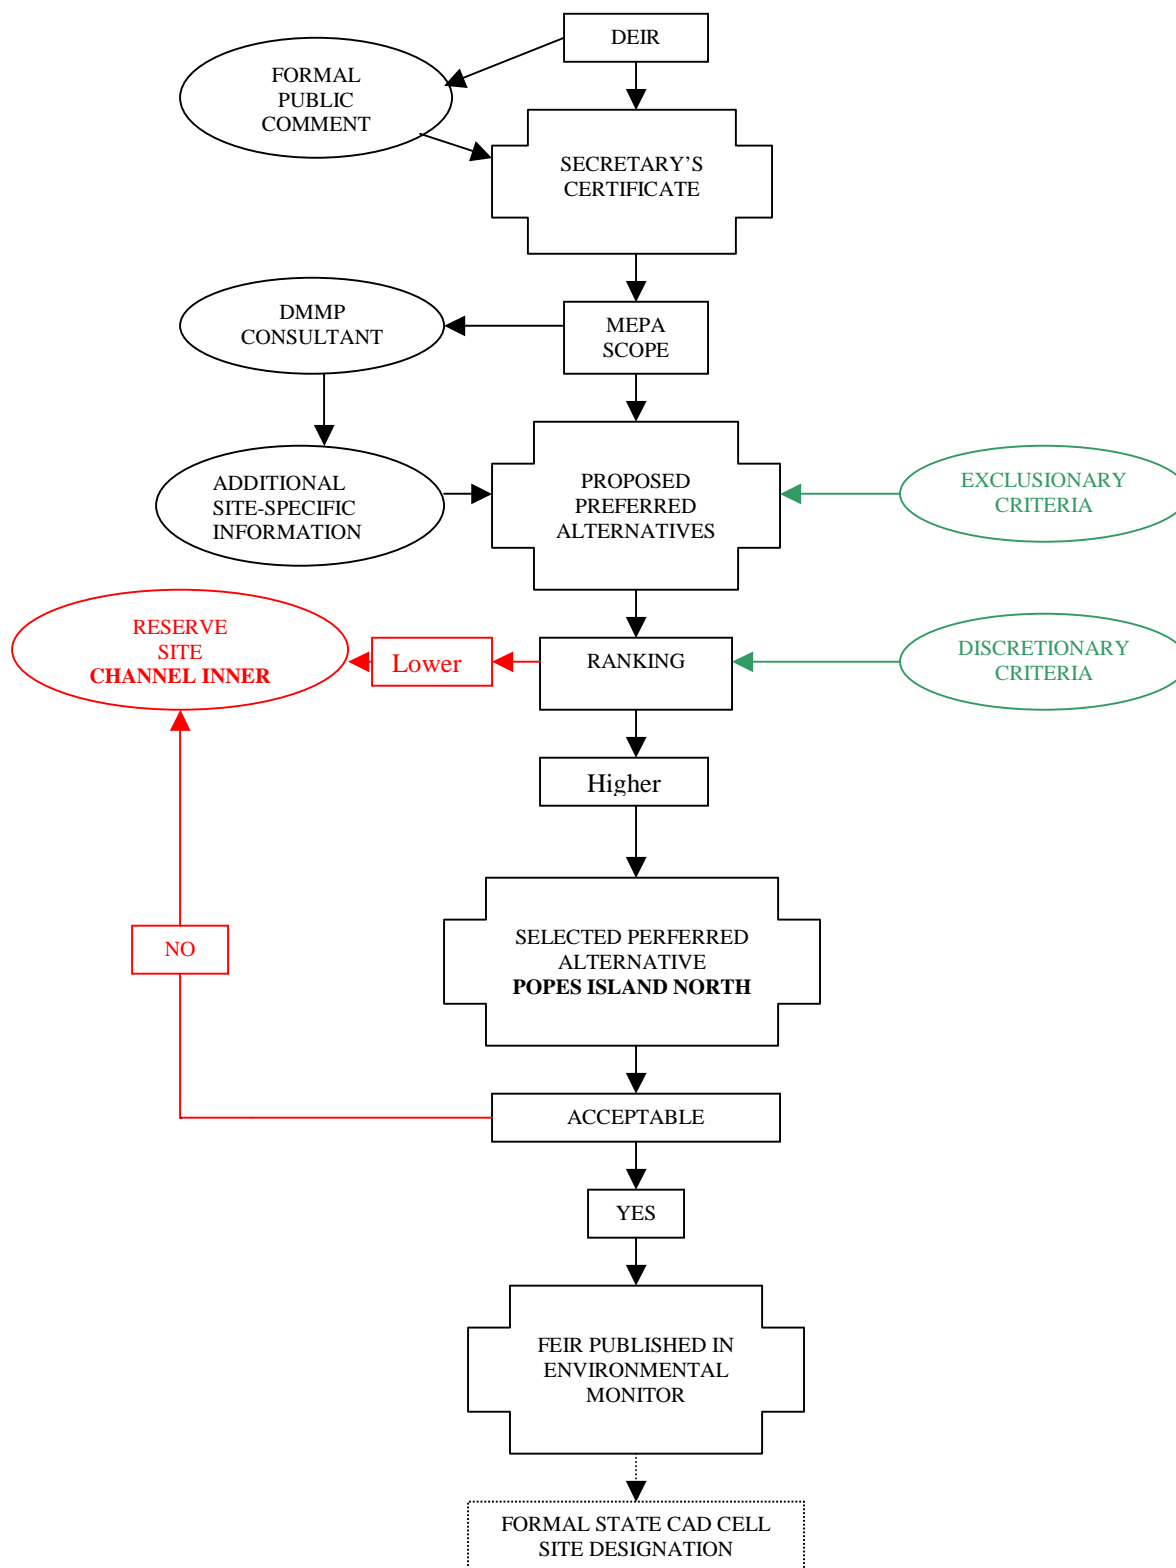 DEIR
FORMAL
PUBLIC
COMMENT
SECRETARY’S
CERTIFICATE
DMMP
CONSULTANT
MEPA
SCOPE
ADDITIONAL
SITE-SPECIFIC
INFORMATION
PROPOSED
PREFERRED
ALTERNATIVES
EXCLUSIONARY
CRITERIA
RESERVE
SITE
CHANNEL INNER
Lower
RANKING
DISCRETIONARY
CRITERIA
Higher
SELECTED PERFERRED
ALTERNATIVE
POPES ISLAND NORTH
NO
ACCEPTABLE
YES
FEIR PUBLISHED IN
ENVIRONMENTAL
MONITOR
FORMAL STATE CAD CELL
SITE DESIGNATION